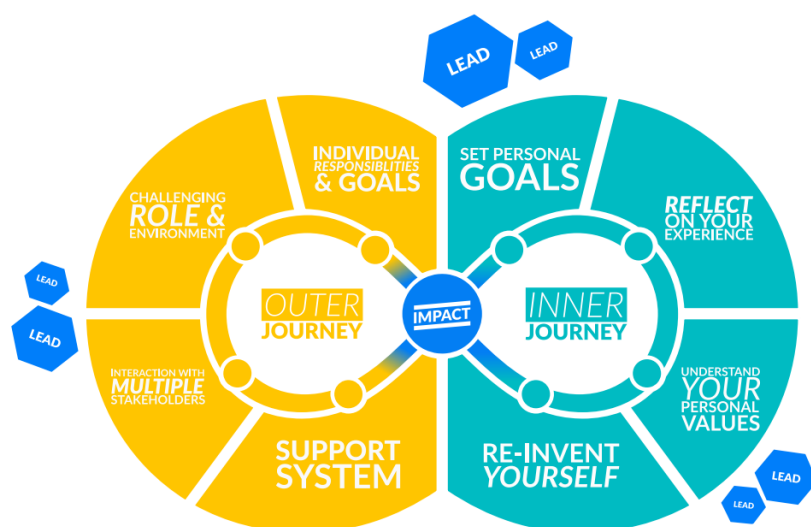 LEAD
LEAD
INDIVIDUAL
RESPONSIBLITIES
& GOALS
SET PERSONAL
GOALS
CHALLENGING
ROLE &
ENVIRONMENT
REFLECT
ON YOUR
EXPERIENCE
LEAD
LEAD
OUTER
JOURNEY
IMPACT
INNER
JOURNEY
INTERACTION WITH
MULTIPLE
STAKEHOLDERS
UNDERSTAND
YOUR
PERSONAL
VALUES
SUPPORT
SYSTEM
RE-INVENT
YOURSELF
LEAD
LEAD